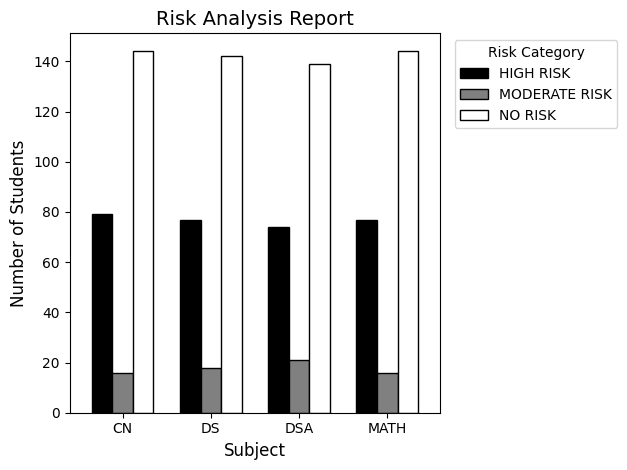 Risk Analysis Report
Number of Students
140
120
100
80
60
40
20
0
CN DS DSA MATH
Subject
Risk Category
HIGH RISK
MODERATE RISK
NO RISK